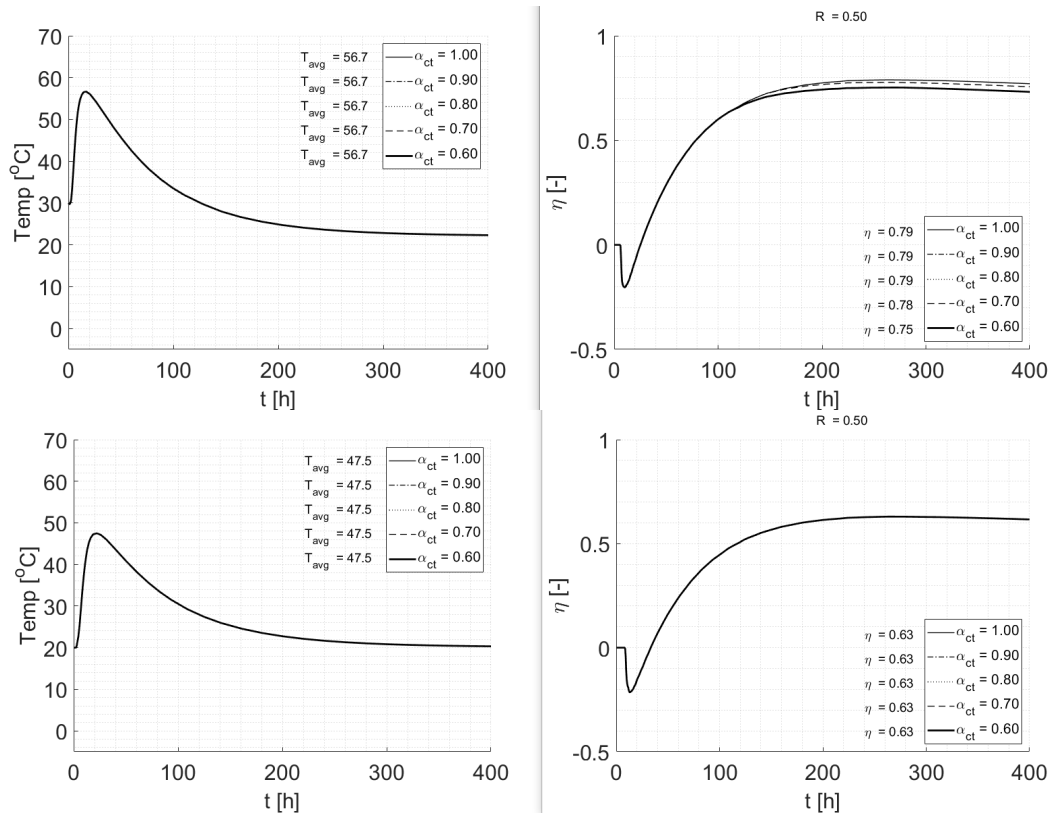 70
60
50
40
30
20
10
0
Temp [°C]
0 100 200 300 400
t [h]
T_avg = 56.7
T_avg = 56.7
T_avg = 56.7
T_avg = 56.7
T_avg = 56.7
α_ct = 1.00
α_ct = 0.90
α_ct = 0.80
α_ct = 0.70
α_ct = 0.60
R = 0.50
1
0.5
0
-0.5
η [-]
0 100 200 300 400
t [h]
η = 0.79
η = 0.79
η = 0.79
η = 0.78
η = 0.75
α_ct = 1.00
α_ct = 0.90
α_ct = 0.80
α_ct = 0.70
α_ct = 0.60
70
60
50
40
30
20
10
0
Temp [°C]
0 100 200 300 400
t [h]
T_avg = 47.5
T_avg = 47.5
T_avg = 47.5
T_avg = 47.5
T_avg = 47.5
α_ct = 1.00
α_ct = 0.90
α_ct = 0.80
α_ct = 0.70
α_ct = 0.60
R = 0.50
1
0.5
0
-0.5
η [-]
0 100 200 300 400
t [h]
η = 0.63
η = 0.63
η = 0.63
η = 0.63
η = 0.63
α_ct = 1.00
α_ct = 0.90
α_ct = 0.80
α_ct = 0.70
α_ct = 0.60